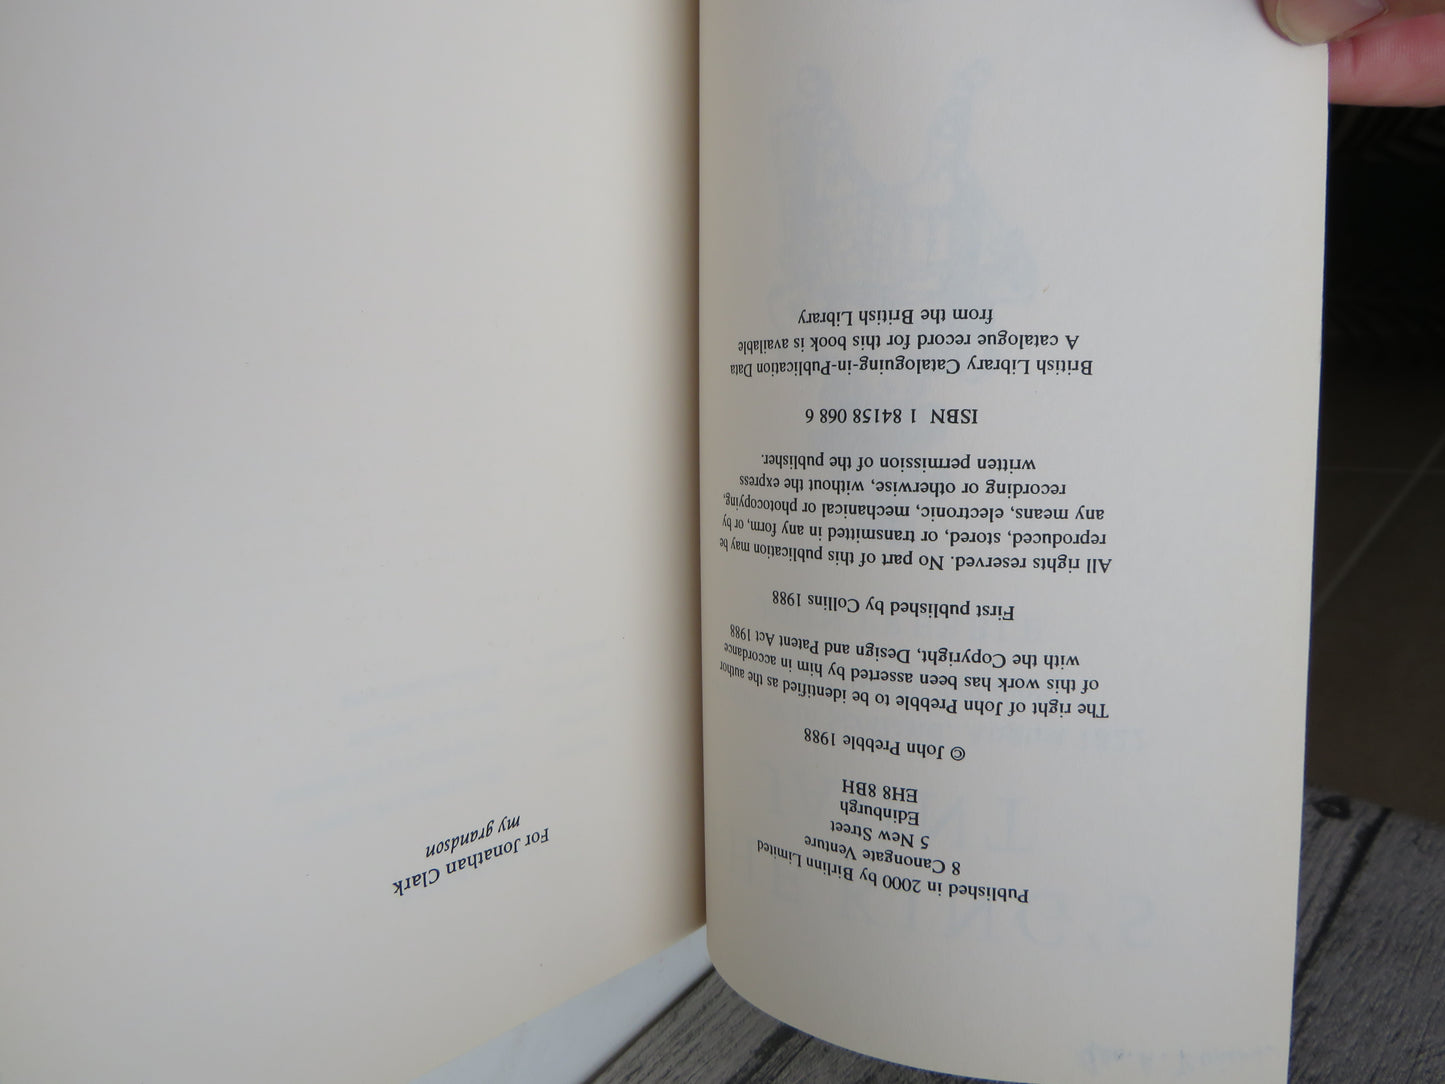 Published in 2000 by Birlinn Limited
8 Canongate Venture
5 New Street
Edinburgh
EH8 8BH
© John Prebble 1988
The right of John Prebble to be identified as the author
of this work has been asserted by him in accordance
with the Copyright, Design and Patent Act 1988
First published by Collins 1988
All rights reserved. No part of this publication may be
reproduced, stored, or transmitted in any form, or by
any means, electronic, mechanical or photocopying,
recording or otherwise, without the express
written permission of the publisher.
ISBN 1 84158 068 6
British Library Cataloguing-in-Publication Data
A catalogue record for this book is available
from the British Library
For Jonathan Clark
my grandson